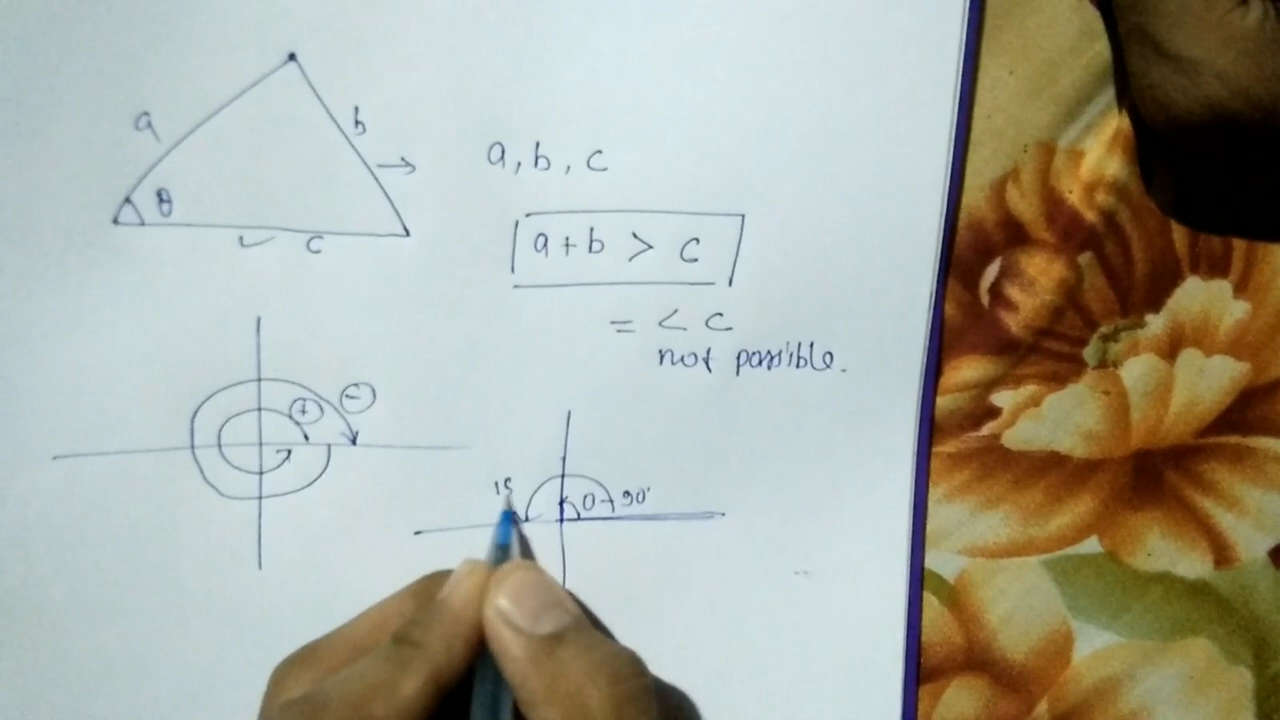 a
b
θ
c
a, b, c
a + b > c
= < c
not possible.
+
-
0-90°